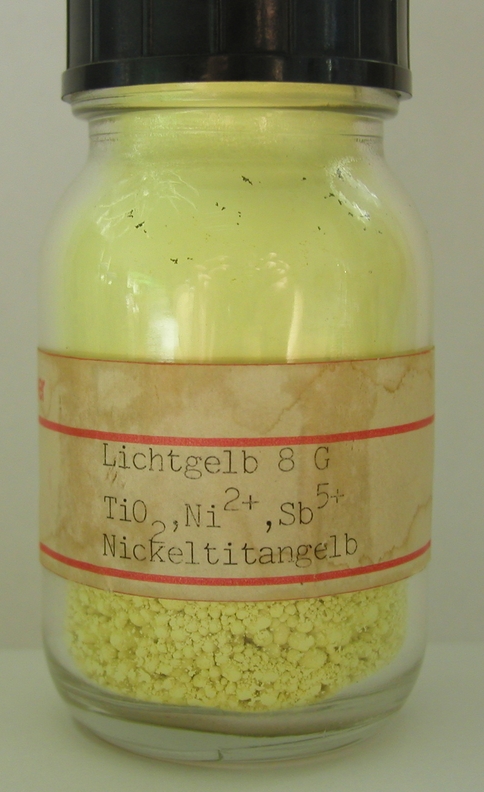 Lichtgelb 8 G
TiO₂,Ni²⁺,Sb⁵⁺
Nickeltitangelb